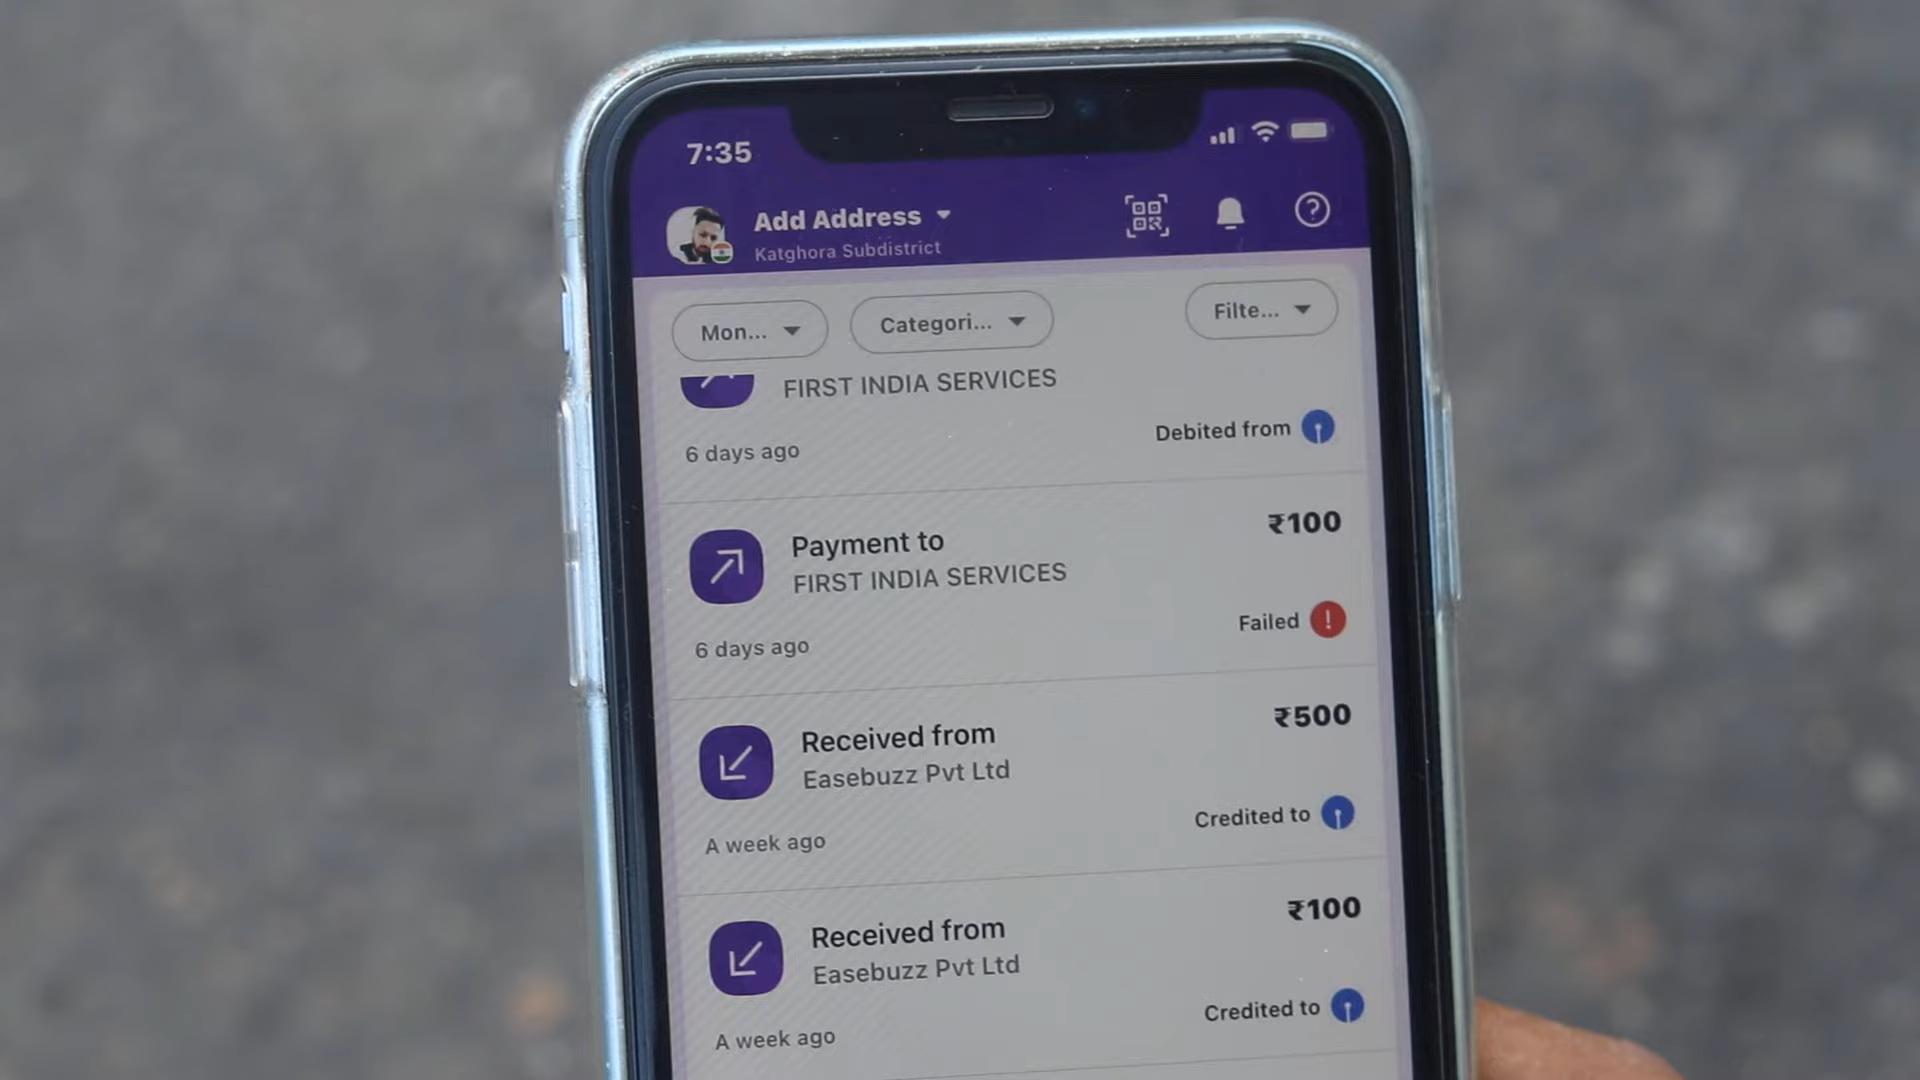 7:35
Add Address
Katghora Subdistrict
Mon...
Categori...
Filte...
FIRST INDIA SERVICES
6 days ago
Debited from
Payment to
₹100
FIRST INDIA SERVICES
6 days ago
Failed
Received from
₹500
Easebuzz Pvt Ltd
A week ago
Credited to
Received from
₹100
Easebuzz Pvt Ltd
A week ago
Credited to